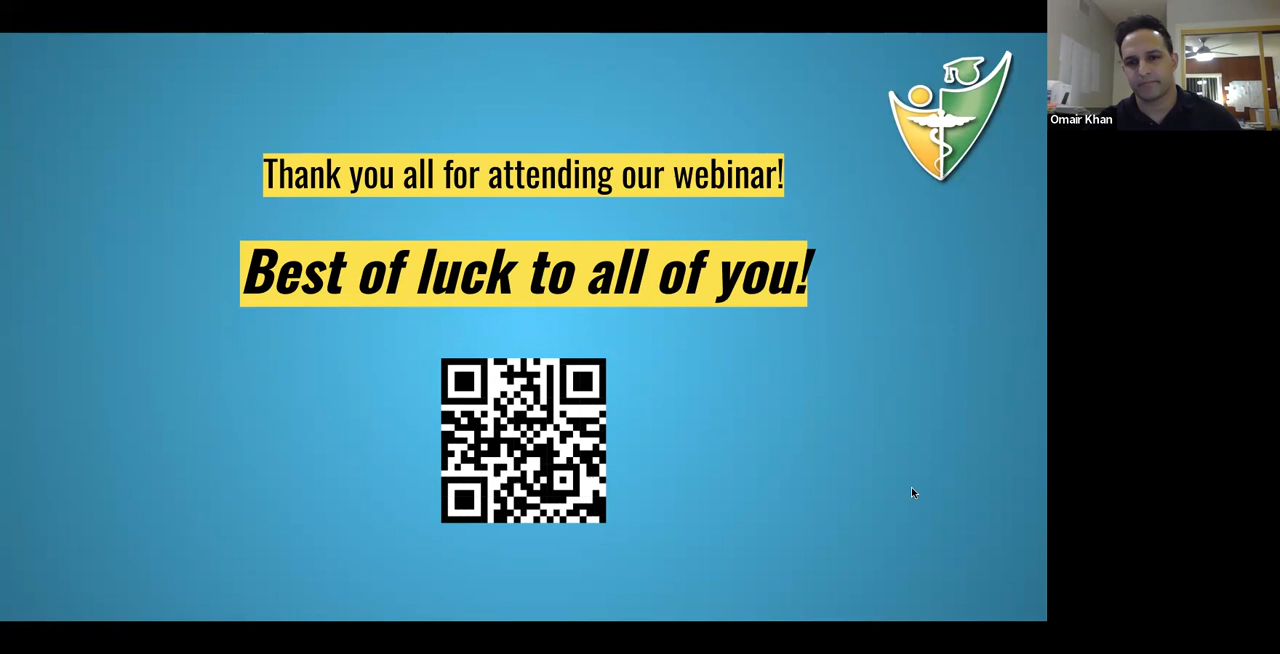 Thank you all for attending our webinar!
Best of luck to all of you!
Omair Khan